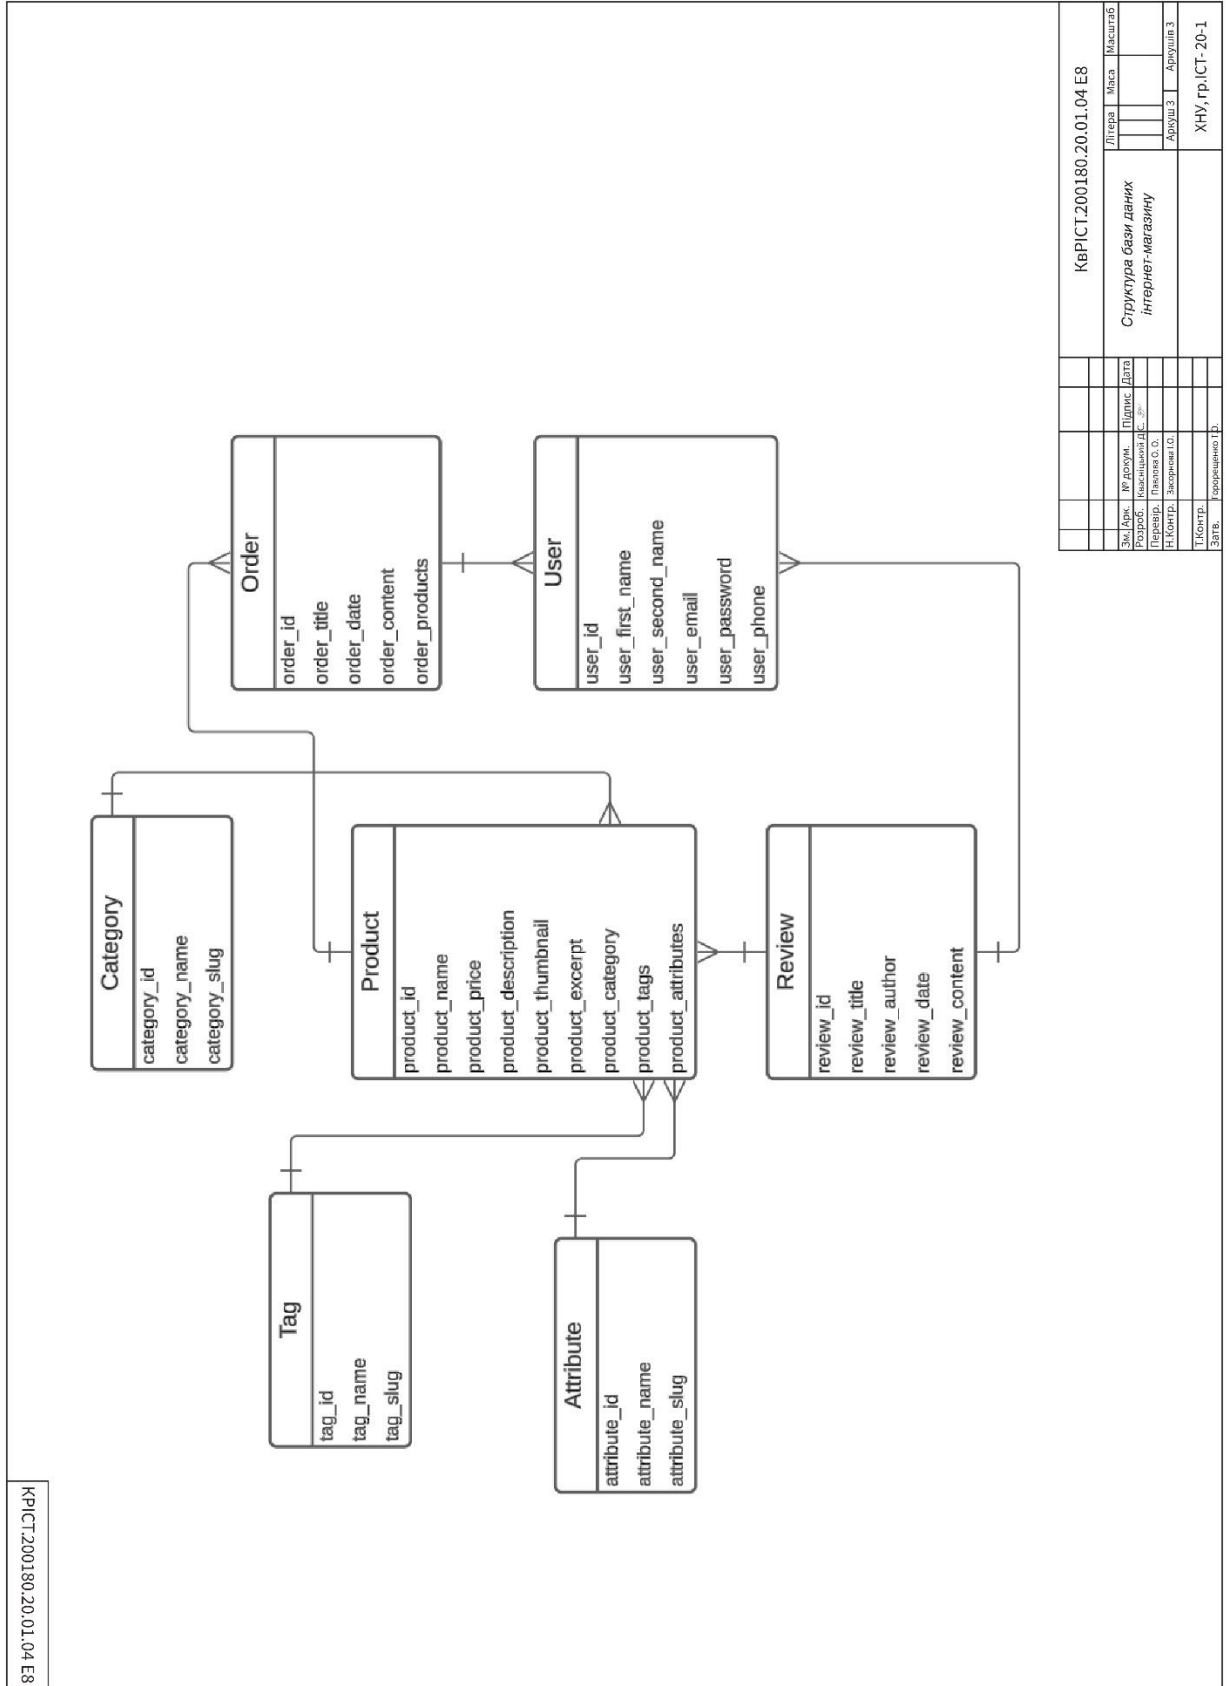 КРІСТ.200180.20.01.04 Е8
Category
category_id
category_name
category_slug
Tag
tag_id
tag_name
tag_slug
Order
order_id
order_title
order_date
order_content
order_products
Product
product_id
product_name
product_price
product_description
product_thumbnail
product_excerpt
product_category
product_tags
product_attributes
Attribute
attribute_id
attribute_name
attribute_slug
User
user_id
user_first_name
user_second_name
user_email
user_password
user_phone
Review
review_id
review_title
review_author
review_date
review_content
КвРІСТ.200180.20.01.04 Е8
Зм. Арк. № докум. Підпис Дата
Розроб. Квасніцький Д.С.
Перевір. Павлова О. О.
Н.Контр. Засорнова І.О.
Т.Контр.
Затв.
Структура бази даних
інтернет-магазину
Літера Маса Масштаб
Аркуш 3 Аркушів 3
ХНУ, гр.ІСТ- 20-1